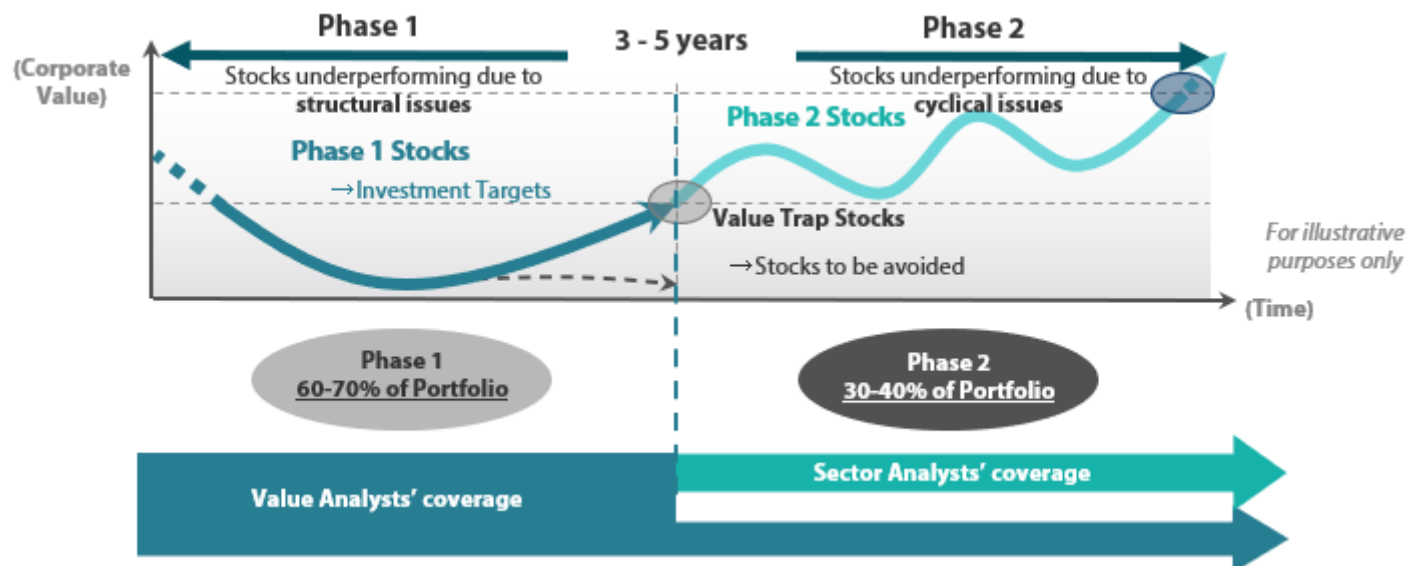 Phase 1
3 - 5 years
Phase 2
(Corporate
Value)
Stocks underperforming due to
structural issues
Stocks underperforming due to
cyclical issues
Phase 2 Stocks
Phase 1 Stocks
→Investment Targets
Value Trap Stocks
→Stocks to be avoided
For illustrative
purposes only
(Time)
Phase 1
60-70% of Portfolio
Phase 2
30-40% of Portfolio
Value Analysts’ coverage
Sector Analysts’ coverage